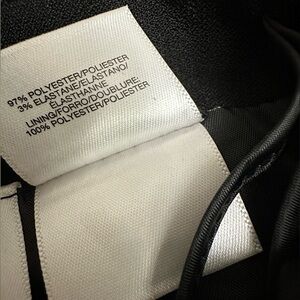 97% POLYESTER/POLIESTER
3% ELASTANE/ELASTANO/
ÉLASTHANNE
LINING/FORRO/DOUBLURE:
100% POLYESTER/POLIESTER